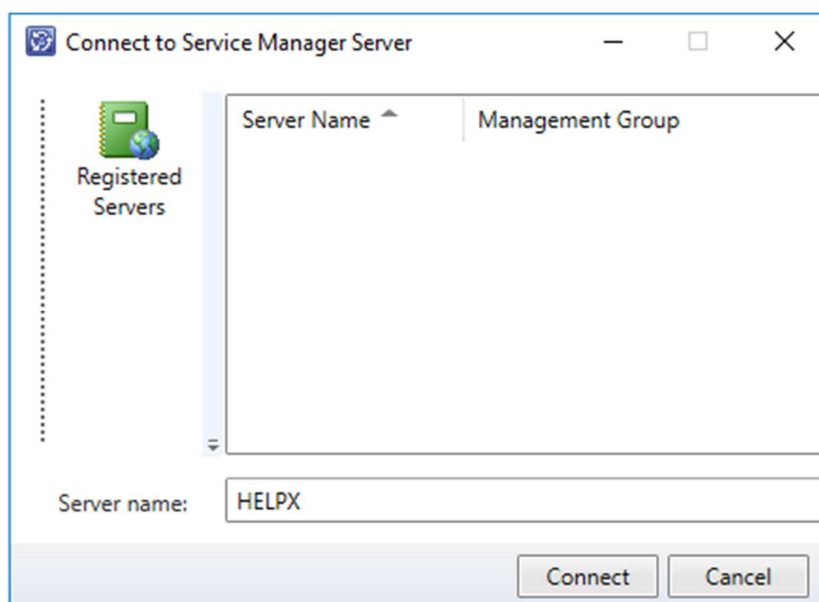 Connect to Service Manager Server
Registered
Servers
Server Name
Management Group
Server name:
HELPX
Connect
Cancel